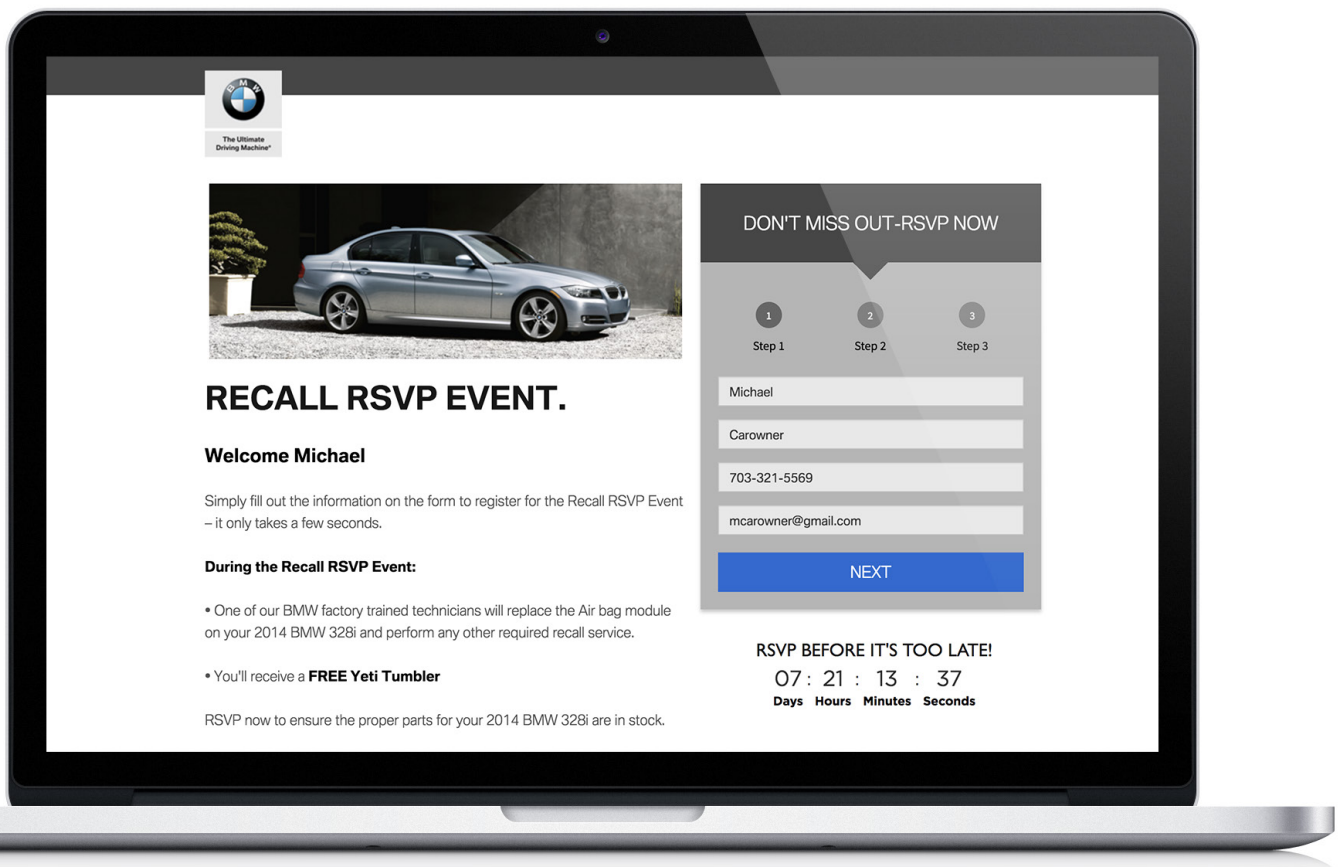 BMW
The Ultimate
Driving Machine®
RECALL RSVP EVENT.
Welcome Michael
Simply fill out the information on the form to register for the Recall RSVP Event
– it only takes a few seconds.
During the Recall RSVP Event:
• One of our BMW factory trained technicians will replace the Air bag module
on your 2014 BMW 328i and perform any other required recall service.
• You'll receive a FREE Yeti Tumbler
RSVP now to ensure the proper parts for your 2014 BMW 328i are in stock.
DON'T MISS OUT-RSVP NOW
1 2 3
Step 1 Step 2 Step 3
Michael
Carowner
703-321-5569
mcarowner@gmail.com
NEXT
RSVP BEFORE IT'S TOO LATE!
07 : 21 : 13 : 37
Days Hours Minutes Seconds